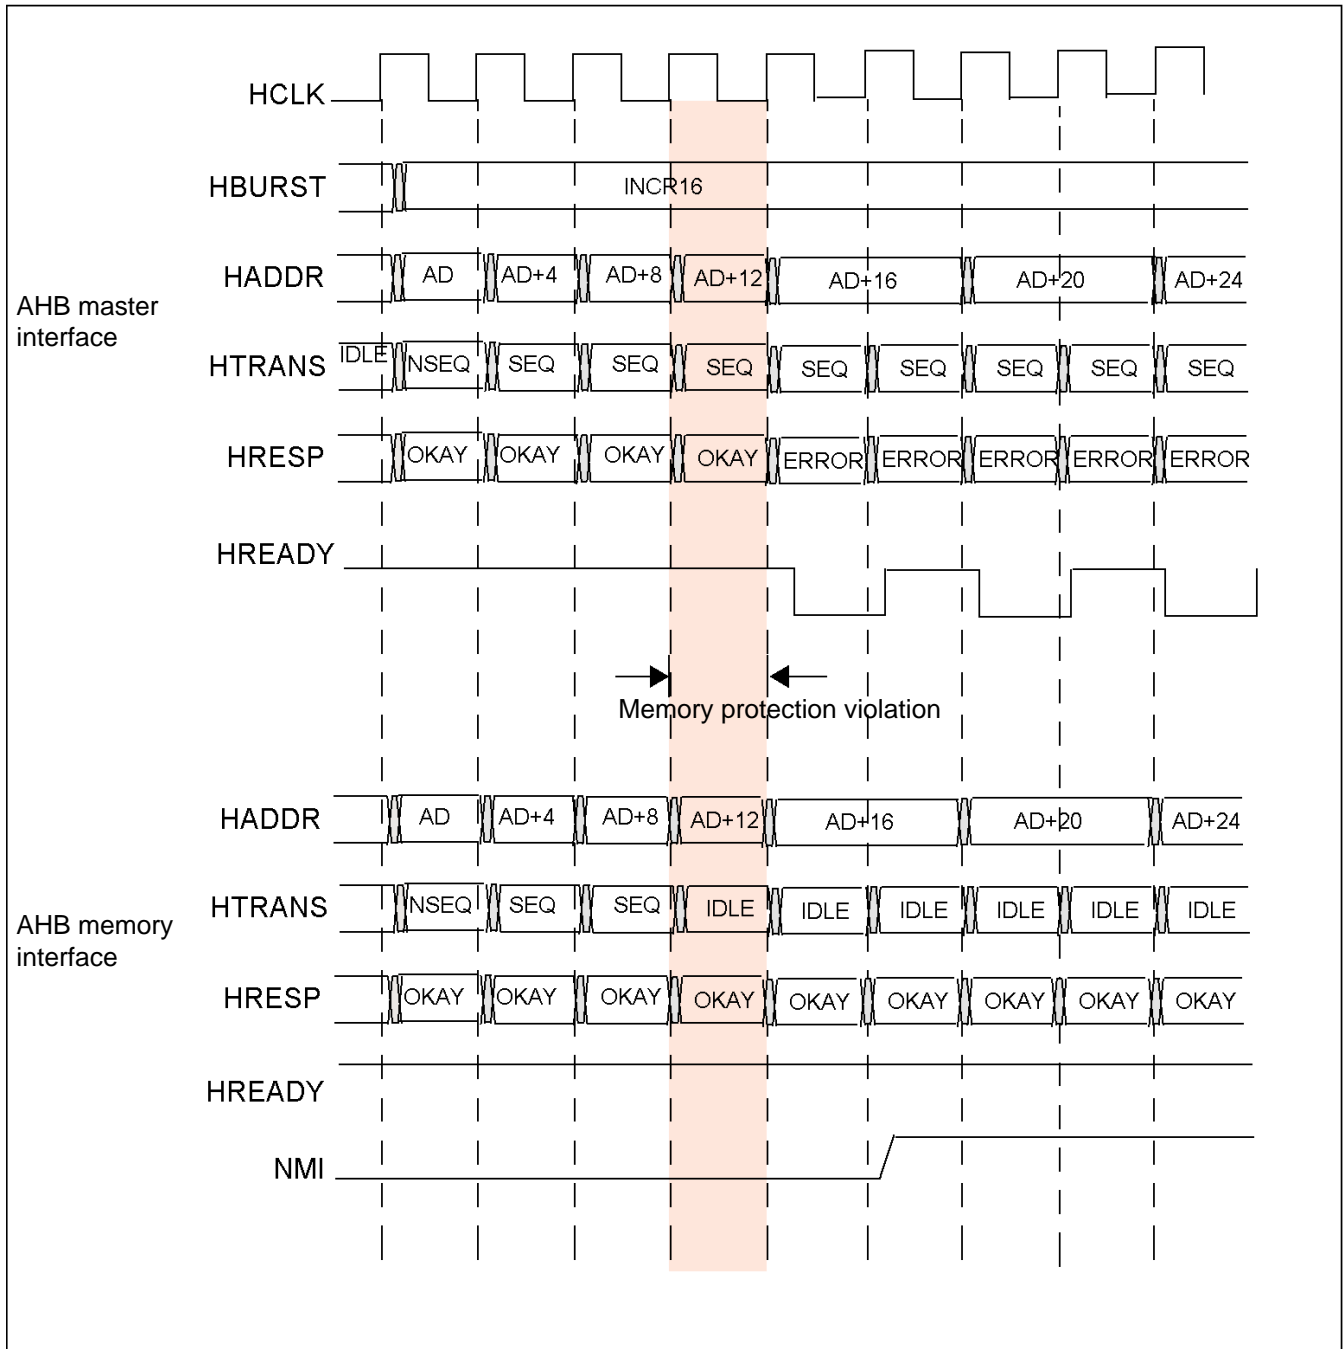 HCLK
HBURST INCR16
AHB master
interface
HADDR AD AD+4 AD+8 AD+12 AD+16 AD+20 AD+24
HTRANS IDLE NSEQ SEQ SEQ SEQ SEQ SEQ SEQ SEQ SEQ
HRESP OKAY OKAY OKAY OKAY ERROR ERROR ERROR ERROR ERROR
HREADY
Memory protection violation
AHB memory
interface
HADDR AD AD+4 AD+8 AD+12 AD+16 AD+20 AD+24
HTRANS NSEQ SEQ SEQ IDLE IDLE IDLE IDLE IDLE IDLE
HRESP OKAY OKAY OKAY OKAY OKAY OKAY OKAY OKAY OKAY
HREADY
NMI